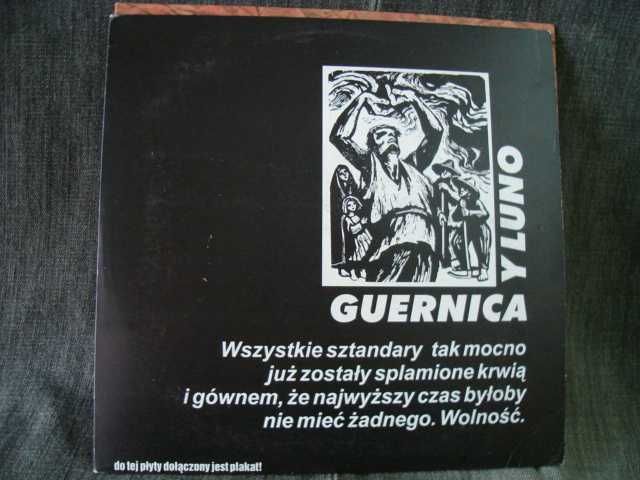 GUERNICA
Y LUNO
Wszystkie sztandary tak mocno
już zostały splamione krwią
i gównem, że najwyższy czas byłoby
nie mieć żadnego. Wolność.
do tej płyty dołączony jest plakat!